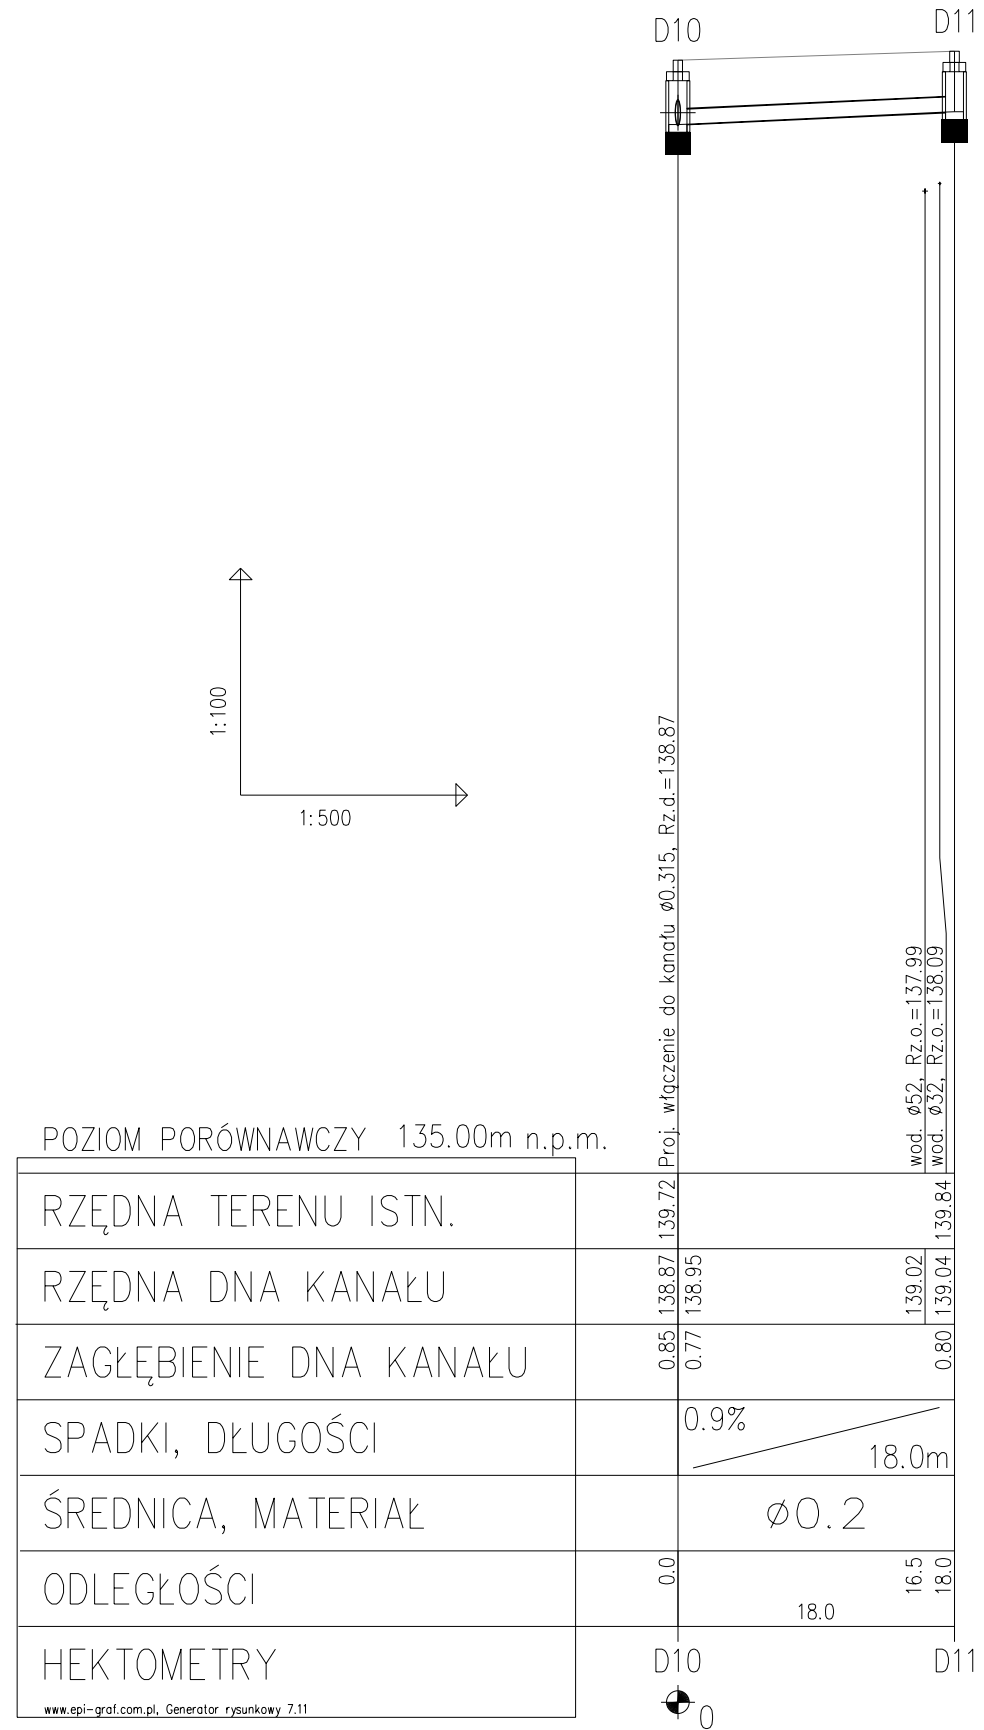 D10
D11
1:100
1:500
Proj. włączenie do kanału ø0.315, Rz.d.=138.87
wod. ø52, Rz.o.=137.99
wod. ø32, Rz.o.=138.09
POZIOM PORÓWNAWCZY 135.00m n.p.m.
RZĘDNA TERENU ISTN.
139.72
139.84
RZĘDNA DNA KANAŁU
138.87
138.95
139.02
139.04
ZAGŁĘBIENIE DNA KANAŁU
0.85
0.77
0.80
SPADKI, DŁUGOŚCI
0.9%
18.0m
ŚREDNICA, MATERIAŁ
ø0.2
ODLEGŁOŚCI
0.0
16.5
18.0
18.0
HEKTOMETRY
D10
D11
www.epi-graf.com.pl, Generator rysunkowy 7.11
0